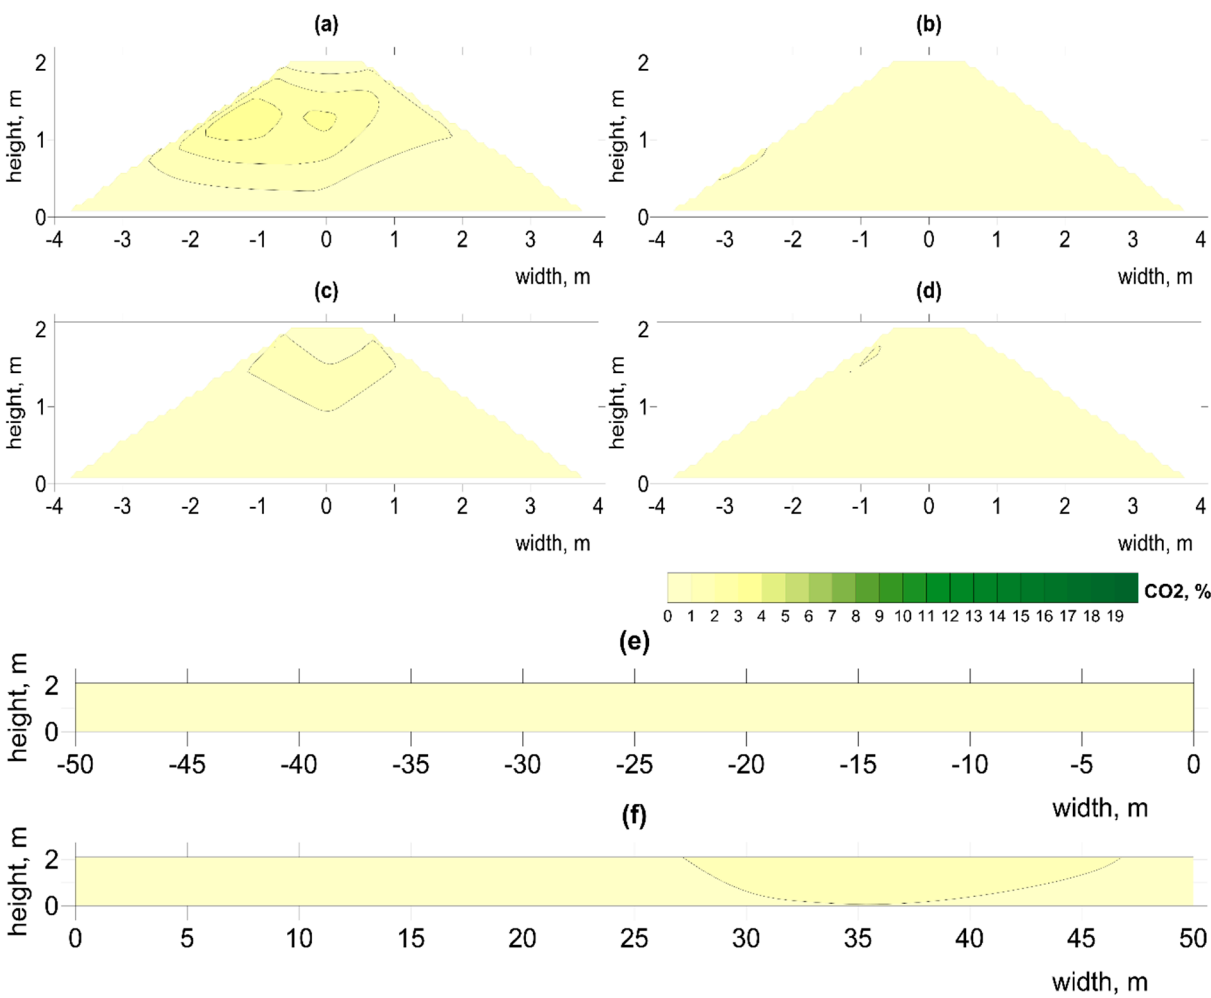 (a) (b)
2 2
height, m height, m
1 1
0 0
-4 -3 -2 -1 0 1 2 3 4 -4 -3 -2 -1 0 1 2 3 4
width, m width, m
(c) (d)
2 2
height, m height, m
1 1
0 0
-4 -3 -2 -1 0 1 2 3 4 -4 -3 -2 -1 0 1 2 3 4
width, m width, m
CO2, %
0 1 2 3 4 5 6 7 8 9 10 11 12 13 14 15 16 17 18 19
(e)
height, m
2
0
-50 -45 -40 -35 -30 -25 -20 -15 -10 -5 0
width, m
(f)
height, m
2
0
0 5 10 15 20 25 30 35 40 45 50
width, m